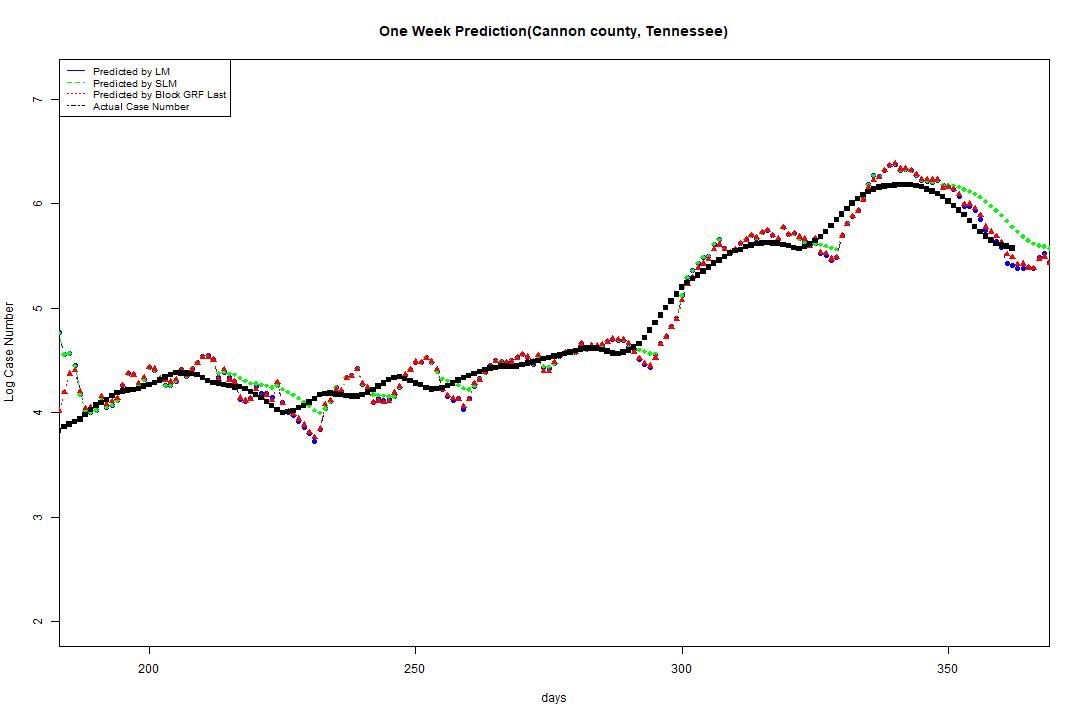 One Week Prediction(Cannon county, Tennessee)
Predicted by LM
Predicted by SLM
Predicted by Block GRF Last
Actual Case Number
7
6
5
4
3
2
Log Case Number
200
250
300
350
days